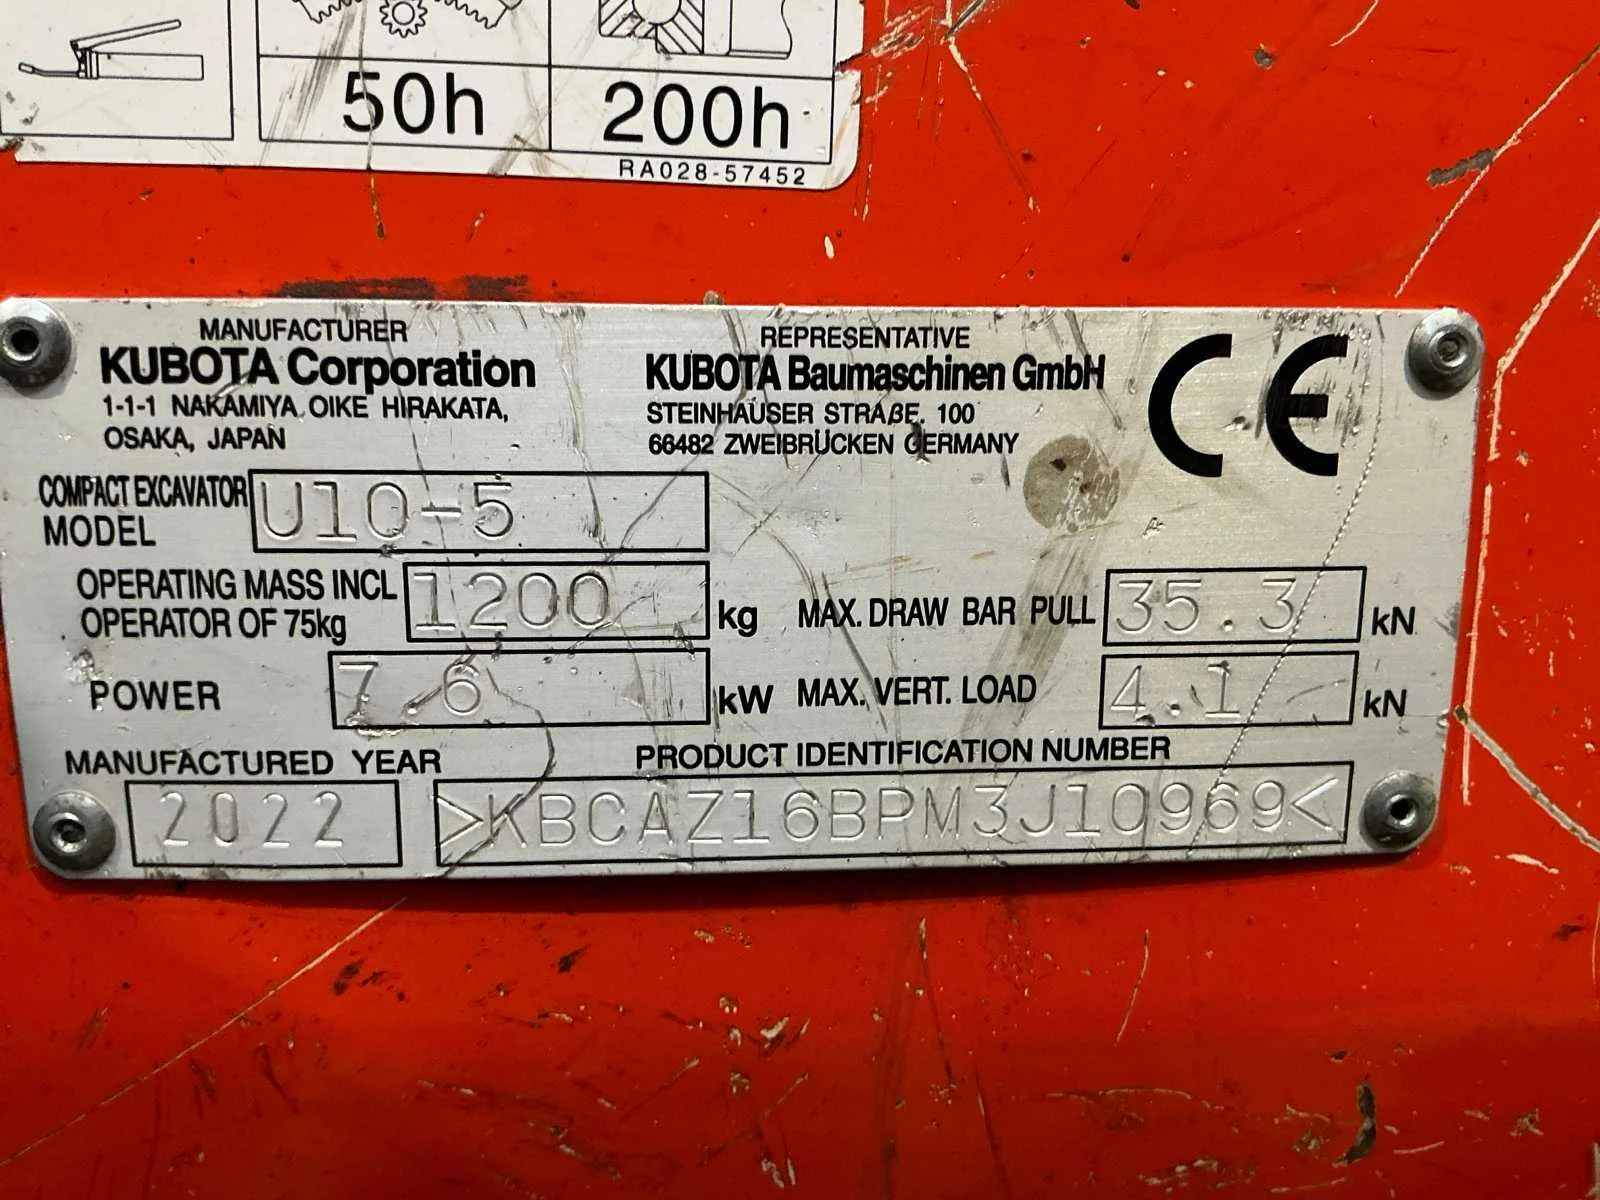 50h 200h
RA028-57452
MANUFACTURER
KUBOTA Corporation
1-1-1 NAKAMIYA OIKE HIRAKATA,
OSAKA, JAPAN
REPRESENTATIVE
KUBOTA Baumaschinen GmbH
STEINHAUSER STRAßE 100
66482 ZWEIBRÜCKEN GERMANY
CE
COMPACT EXCAVATOR
MODEL U10-5
OPERATING MASS INCL
OPERATOR OF 75kg 1200 kg
MAX. DRAW BAR PULL 35.3 kN
POWER 7.6 kW
MAX. VERT. LOAD 4.1 kN
MANUFACTURED YEAR
2022
PRODUCT IDENTIFICATION NUMBER
>KBCAZ16BPM3J10969<